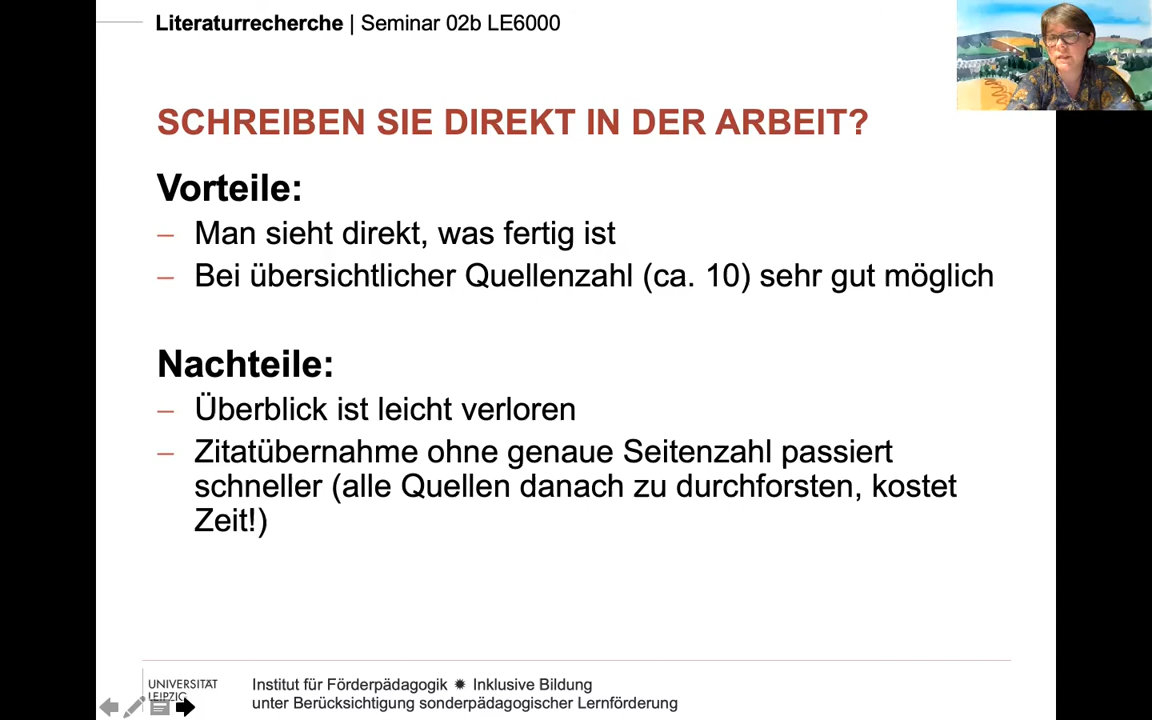 Literaturrecherche | Seminar 02b LE6000
SCHREIBEN SIE DIREKT IN DER ARBEIT?
Vorteile:
– Man sieht direkt, was fertig ist
– Bei übersichtlicher Quellenzahl (ca. 10) sehr gut möglich
Nachteile:
– Überblick ist leicht verloren
– Zitatübernahme ohne genaue Seitenzahl passiert
schneller (alle Quellen danach zu durchforsten, kostet
Zeit!)
UNIVERSITÄT
LEIPZIG
Institut für Förderpädagogik ✹ Inklusive Bildung
unter Berücksichtigung sonderpädagogischer Lernförderung